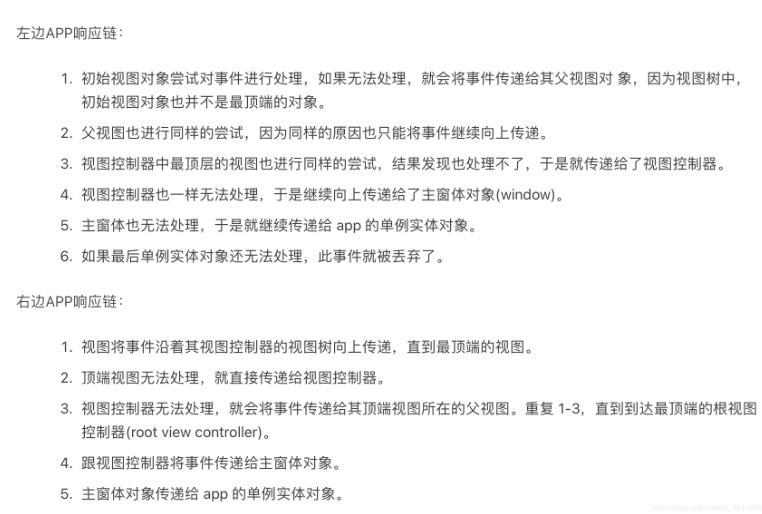 左边APP响应链：
1. 初始视图对象尝试对事件进行处理，如果无法处理，就会将事件传递给其父视图对 象，因为视图树中，
初始视图对象也并不是最顶端的对象。
2. 父视图也进行同样的尝试，因为同样的原因也只能将事件继续向上传递。
3. 视图控制器中最顶层的视图也进行同样的尝试，结果发现也处理不了，于是就传递给了视图控制器。
4. 视图控制器也一样无法处理，于是继续向上传递给了主窗体对象(window)。
5. 主窗体也无法处理，于是就继续传递给 app 的单例实体对象。
6. 如果最后单例实体对象还无法处理，此事件就被丢弃了。
右边APP响应链：
1. 视图将事件沿着其视图控制器的视图树向上传递，直到最顶端的视图。
2. 顶端视图无法处理，就直接传递给视图控制器。
3. 视图控制器无法处理，就会将事件传递给其顶端视图所在的父视图。重复 1-3，直到到达最顶端的根视图
控制器(root view controller)。
4. 跟视图控制器将事件传递给主窗体对象。
5. 主窗体对象传递给 app 的单例实体对象。